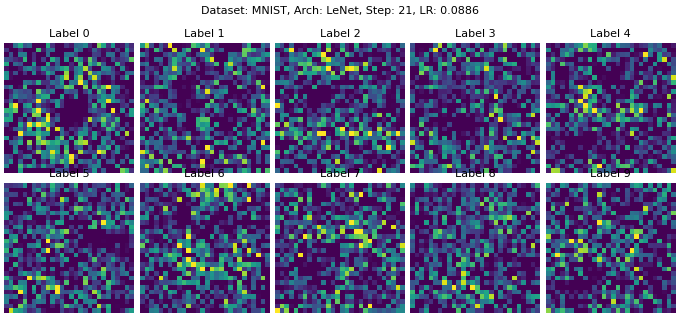 Dataset: MNIST, Arch: LeNet, Step: 21, LR: 0.0886
Label 0 Label 1 Label 2 Label 3 Label 4
Label 5 Label 6 Label 7 Label 8 Label 9